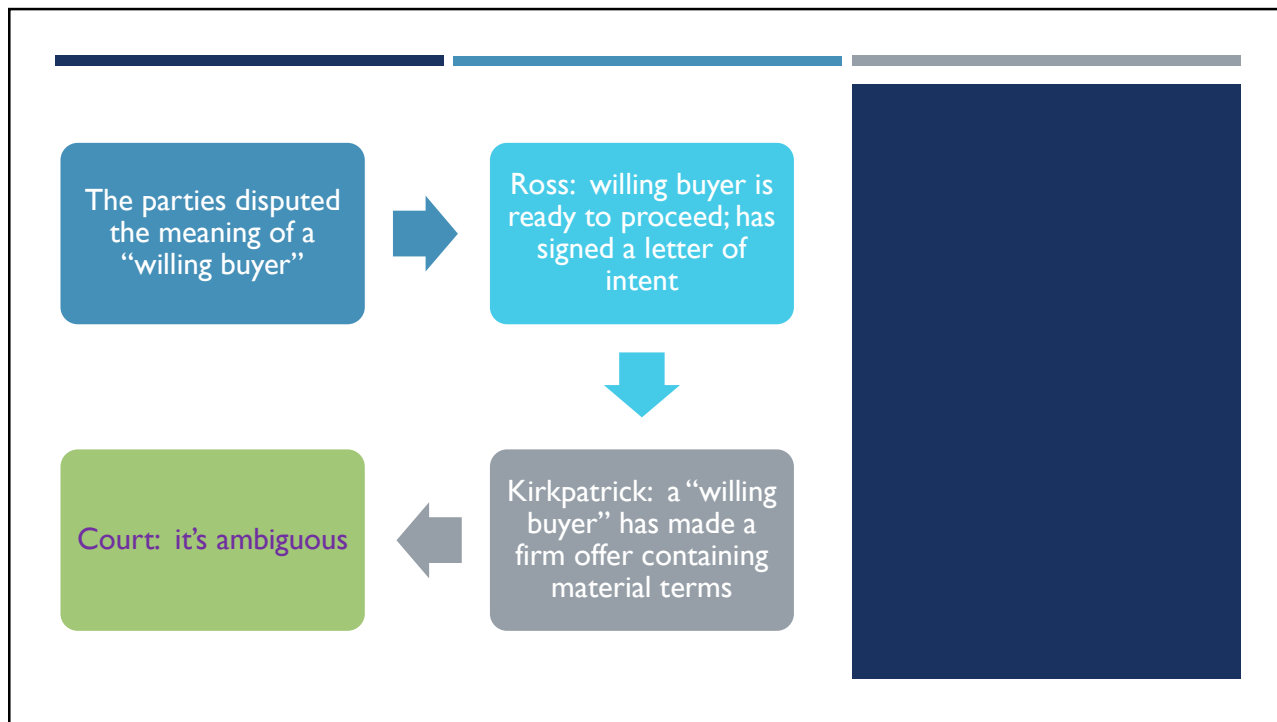 The parties disputed
the meaning of a
“willing buyer”
Ross: willing buyer is
ready to proceed; has
signed a letter of
intent
Kirkpatrick: a “willing
buyer” has made a
firm offer containing
material terms
Court: it’s ambiguous